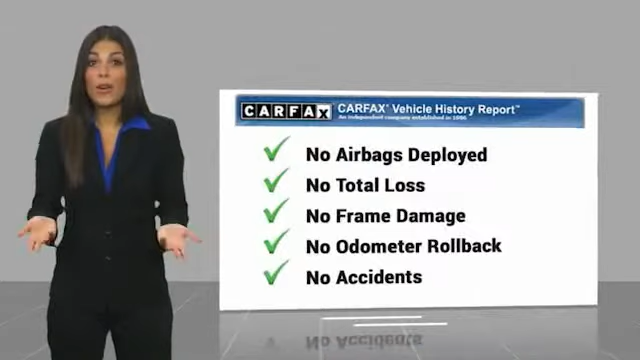 CARFAX CARFAX® Vehicle History Report™
An independent company established in 1986
No Airbags Deployed
No Total Loss
No Frame Damage
No Odometer Rollback
No Accidents